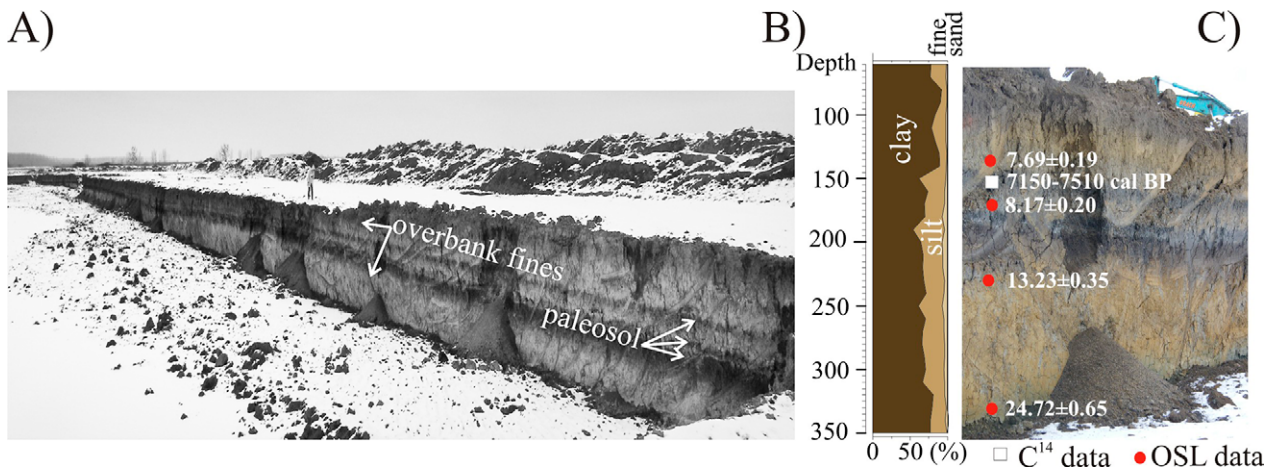 A)
overbank fines
paleosol
B)
Depth
fine
sand
clay
silt
100
150
200
250
300
350
0 50 (%)
C)
7.69±0.19
7150-7510 cal BP
8.17±0.20
13.23±0.35
24.72±0.65
C¹⁴ data
OSL data